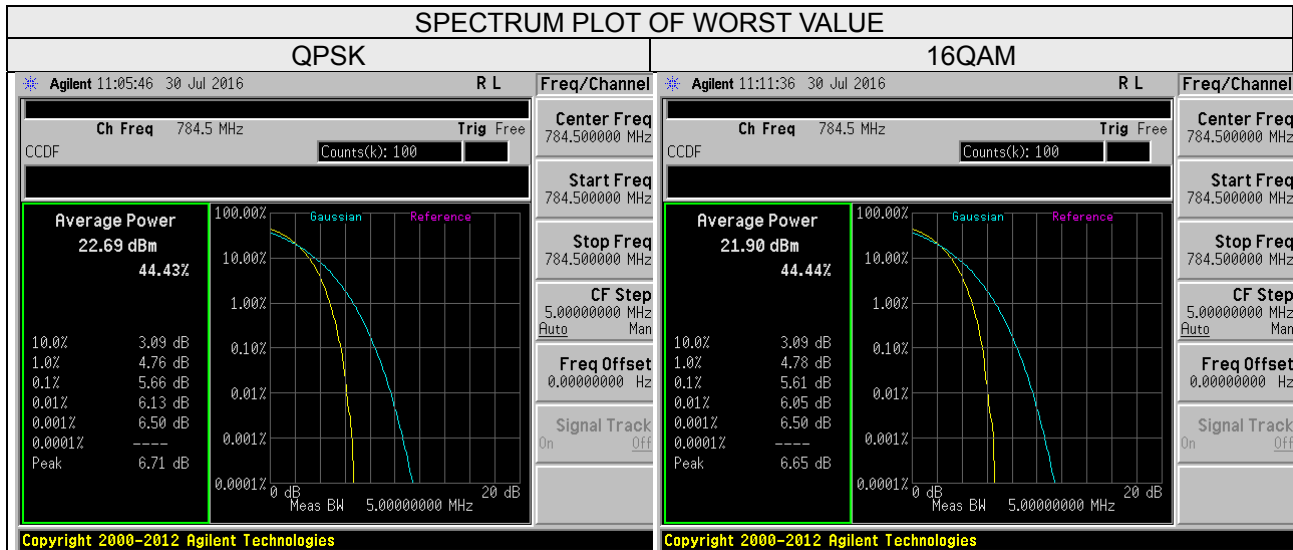 SPECTRUM PLOT OF WORST VALUE
QPSK
Agilent 11:05:46 30 Jul 2016 R L
Ch Freq 784.5 MHz Trig Free
CCDF Counts(k): 100
Average Power
22.69 dBm
44.43%
10.0% 3.09 dB
1.0% 4.76 dB
0.1% 5.66 dB
0.01% 6.13 dB
0.001% 6.50 dB
0.0001% ----
Peak 6.71 dB
100.00% Gaussian Reference
10.00%
1.00%
0.10%
0.01%
0.001%
0.0001%
0 dB 20 dB
Meas BW 5.00000000 MHz
Freq/Channel
Center Freq
784.500000 MHz
Start Freq
784.500000 MHz
Stop Freq
784.500000 MHz
CF Step
5.00000000 MHz
Auto Man
Freq Offset
0.00000000 Hz
Signal Track
On Off
Copyright 2000-2012 Agilent Technologies
16QAM
Agilent 11:11:36 30 Jul 2016 R L
Ch Freq 784.5 MHz Trig Free
CCDF Counts(k): 100
Average Power
21.90 dBm
44.44%
10.0% 3.09 dB
1.0% 4.78 dB
0.1% 5.61 dB
0.01% 6.05 dB
0.001% 6.50 dB
0.0001% ----
Peak 6.65 dB
100.00% Gaussian Reference
10.00%
1.00%
0.10%
0.01%
0.001%
0.0001%
0 dB 20 dB
Meas BW 5.00000000 MHz
Freq/Channel
Center Freq
784.500000 MHz
Start Freq
784.500000 MHz
Stop Freq
784.500000 MHz
CF Step
5.00000000 MHz
Auto Man
Freq Offset
0.00000000 Hz
Signal Track
On Off
Copyright 2000-2012 Agilent Technologies